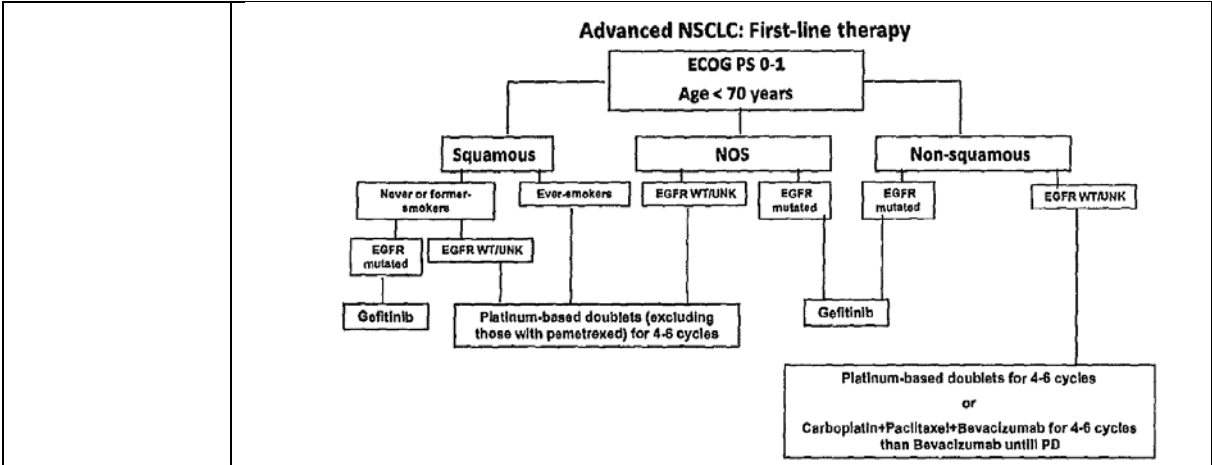 Advanced NSCLC: First-line therapy
ECOG PS 0-1
Age < 70 years
Squamous
NOS
Non-squamous
Never or former-
smokers
Ever-smokers
EGFR WT/UNK
EGFR
mutated
EGFR
mutated
EGFR WT/UNK
EGFR
mutated
EGFR WT/UNK
Gefitinib
Platinum-based doublets (excluding
those with pemetrexed) for 4-6 cycles
Gefitinib
Platinum-based doublets for 4-6 cycles
or
Carboplatin+Paclitaxel+Bevacizumab for 4-6 cycles
than Bevacizumab untill PD